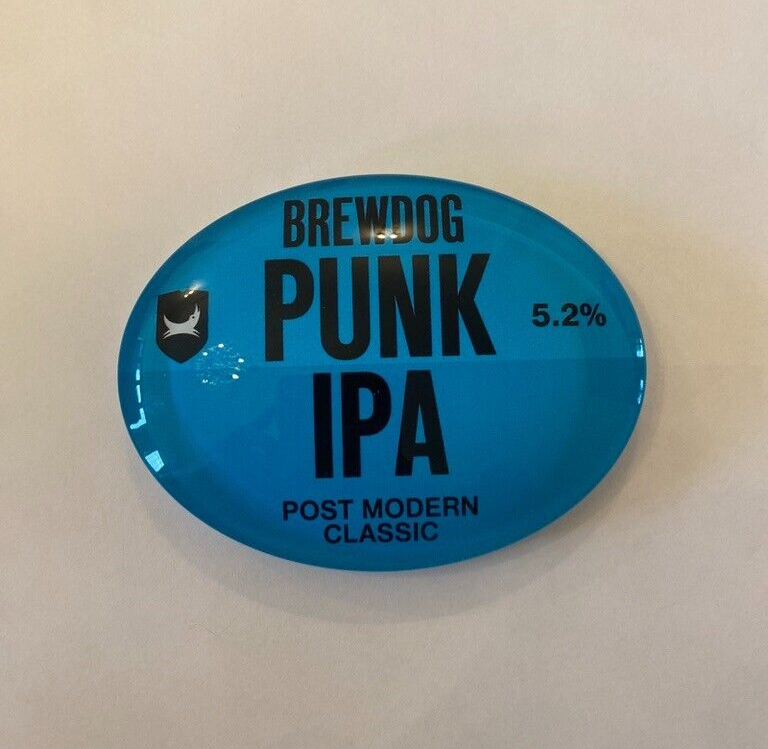 BREWDOG
PUNK
5.2%
IPA
POST MODERN
CLASSIC